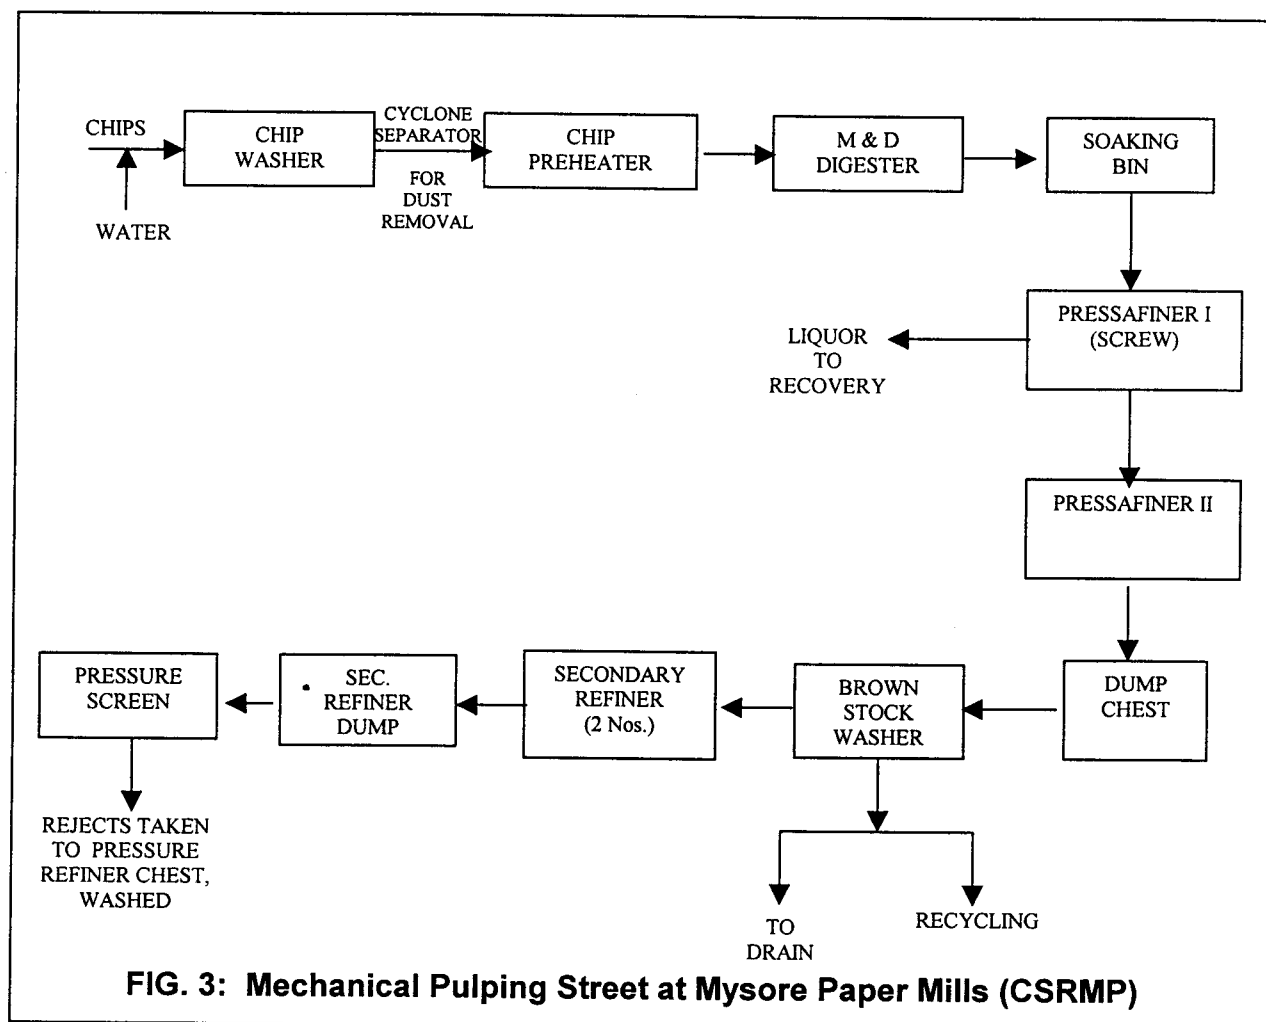 CHIPS
WATER
CHIP
WASHER
CYCLONE
SEPARATOR
FOR
DUST
REMOVAL
CHIP
PREHEATER
M & D
DIGESTER
SOAKING
BIN
PRESSAFINER I
(SCREW)
LIQUOR
TO
RECOVERY
PRESSAFINER II
DUMP
CHEST
BROWN
STOCK
WASHER
TO
DRAIN
RECYCLING
SECONDARY
REFINER
(2 Nos.)
SEC.
REFINER
DUMP
PRESSURE
SCREEN
REJECTS TAKEN
TO PRESSURE
REFINER CHEST,
WASHED
FIG. 3: Mechanical Pulping Street at Mysore Paper Mills (CSRMP)